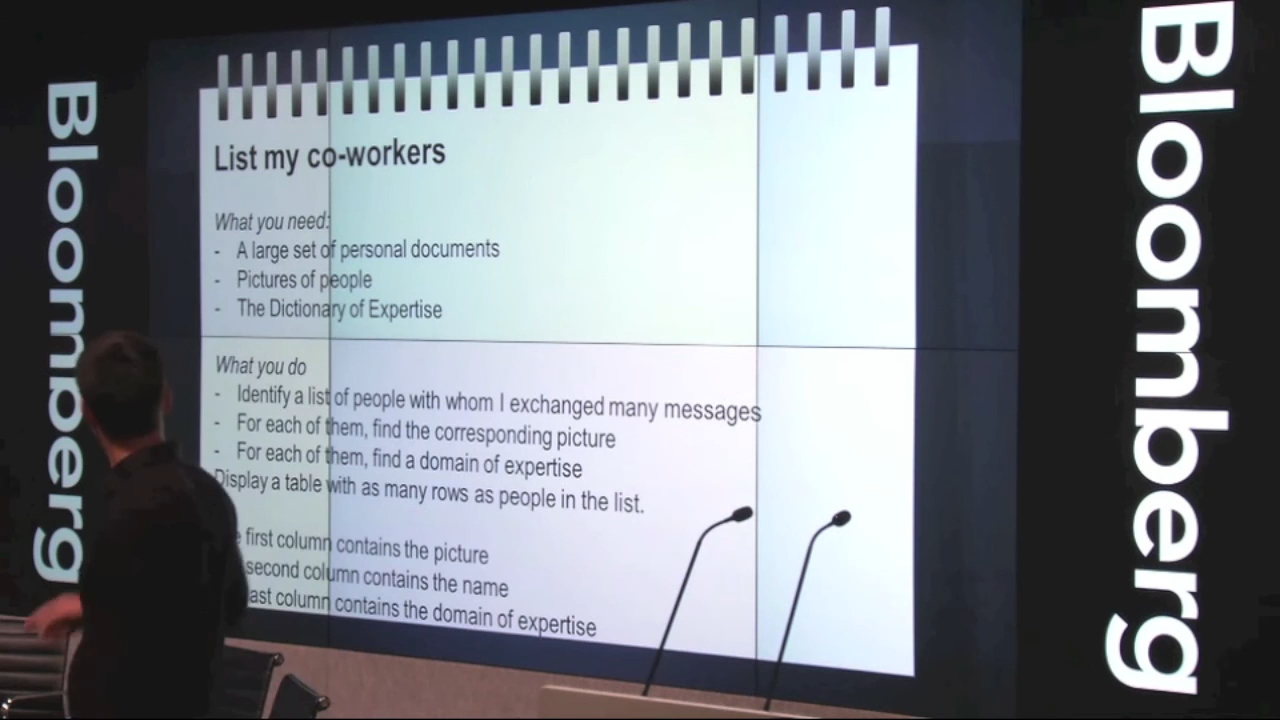 Bloomberg
List my co-workers
What you need:
- A large set of personal documents
- Pictures of people
- The Dictionary of Expertise
What you do
- Identify a list of people with whom I exchanged many messages
- For each of them, find the corresponding picture
- For each of them, find a domain of expertise
Display a table with as many rows as people in the list.
first column contains the picture
second column contains the name
column contains the domain of expertise
Bloomberg